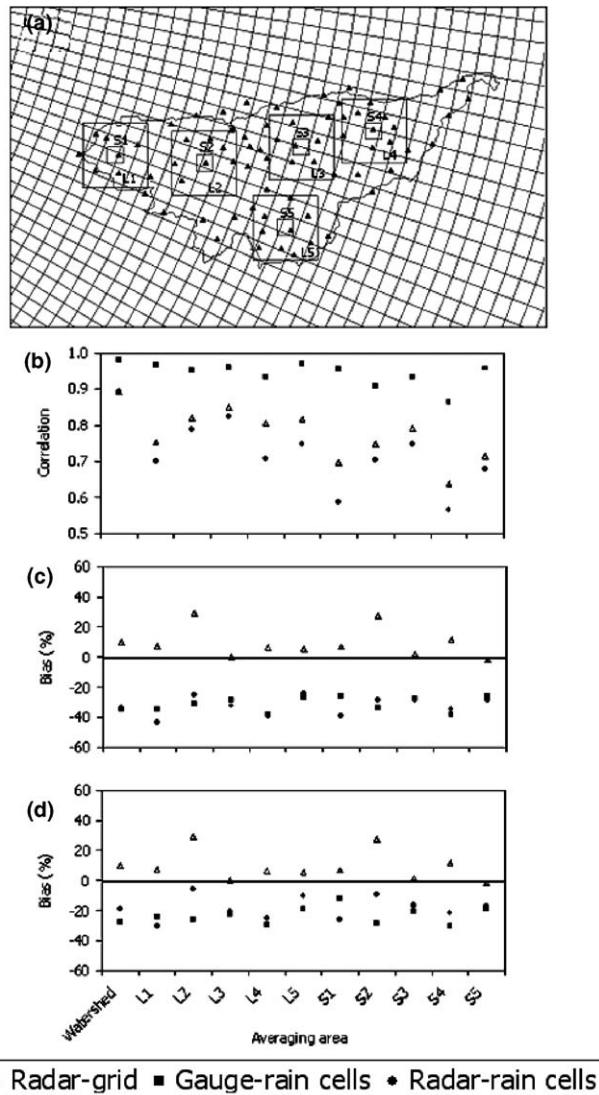 (a)
S1
S2
S3
S4
L1
L2
L3
L4
S5
L5
(b)
1.0
0.9
0.8
0.7
0.6
0.5
Correlation
(c)
60
40
20
0
-20
-40
-60
Bias (%)
(d)
60
40
20
0
-20
-40
-60
Bias (%)
Watershed L1 L2 L3 L4 L5 S1 S2 S3 S4 S5
Averaging area
Radar-grid ■ Gauge-rain cells ● Radar-rain cells